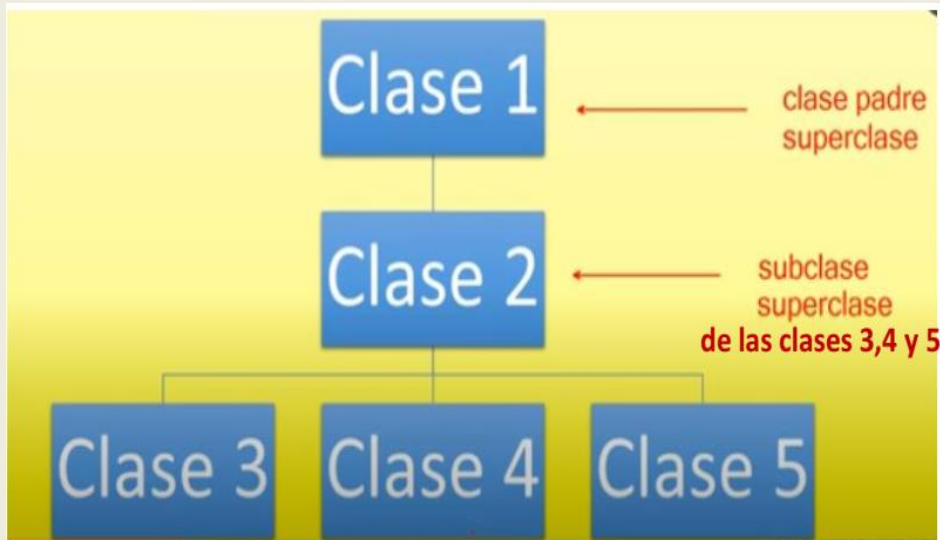 Clase 1
clase padre
superclase
Clase 2
subclase
superclase
de las clases 3,4 y 5
Clase 3
Clase 4
Clase 5